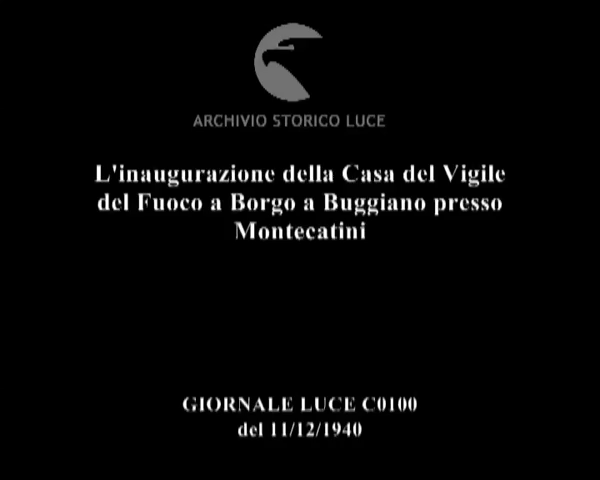 ARCHIVIO STORICO LUCE
L'inaugurazione della Casa del Vigile
del Fuoco a Borgo a Buggiano presso
Montecatini
GIORNALE LUCE C0100
del 11/12/1940